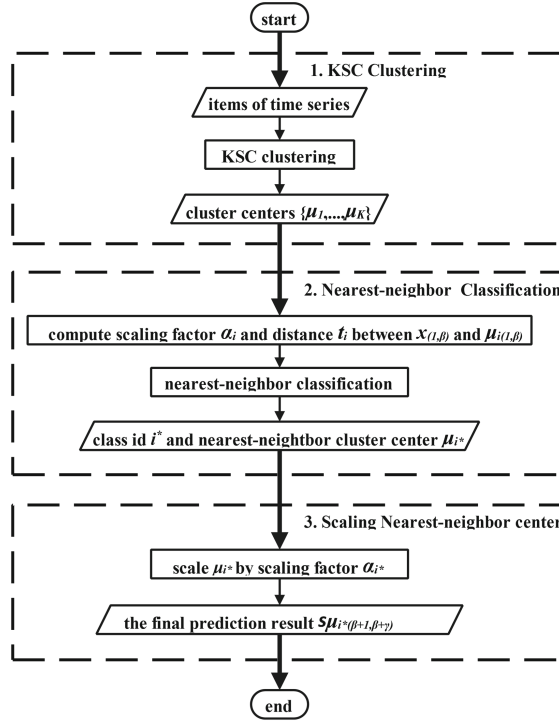 start
1. KSC Clustering
items of time series
KSC clustering
cluster centers {μ1,....,μK}
2. Nearest-neighbor Classification
compute scaling factor αi and distance ti between x(1,β) and μi(1,β)
nearest-neighbor classification
class id i* and nearest-neightbor cluster center μi*
3. Scaling Nearest-neighbor center
scale μi* by scaling factor αi*
the final prediction result sμi*(β+1,β+γ)
end